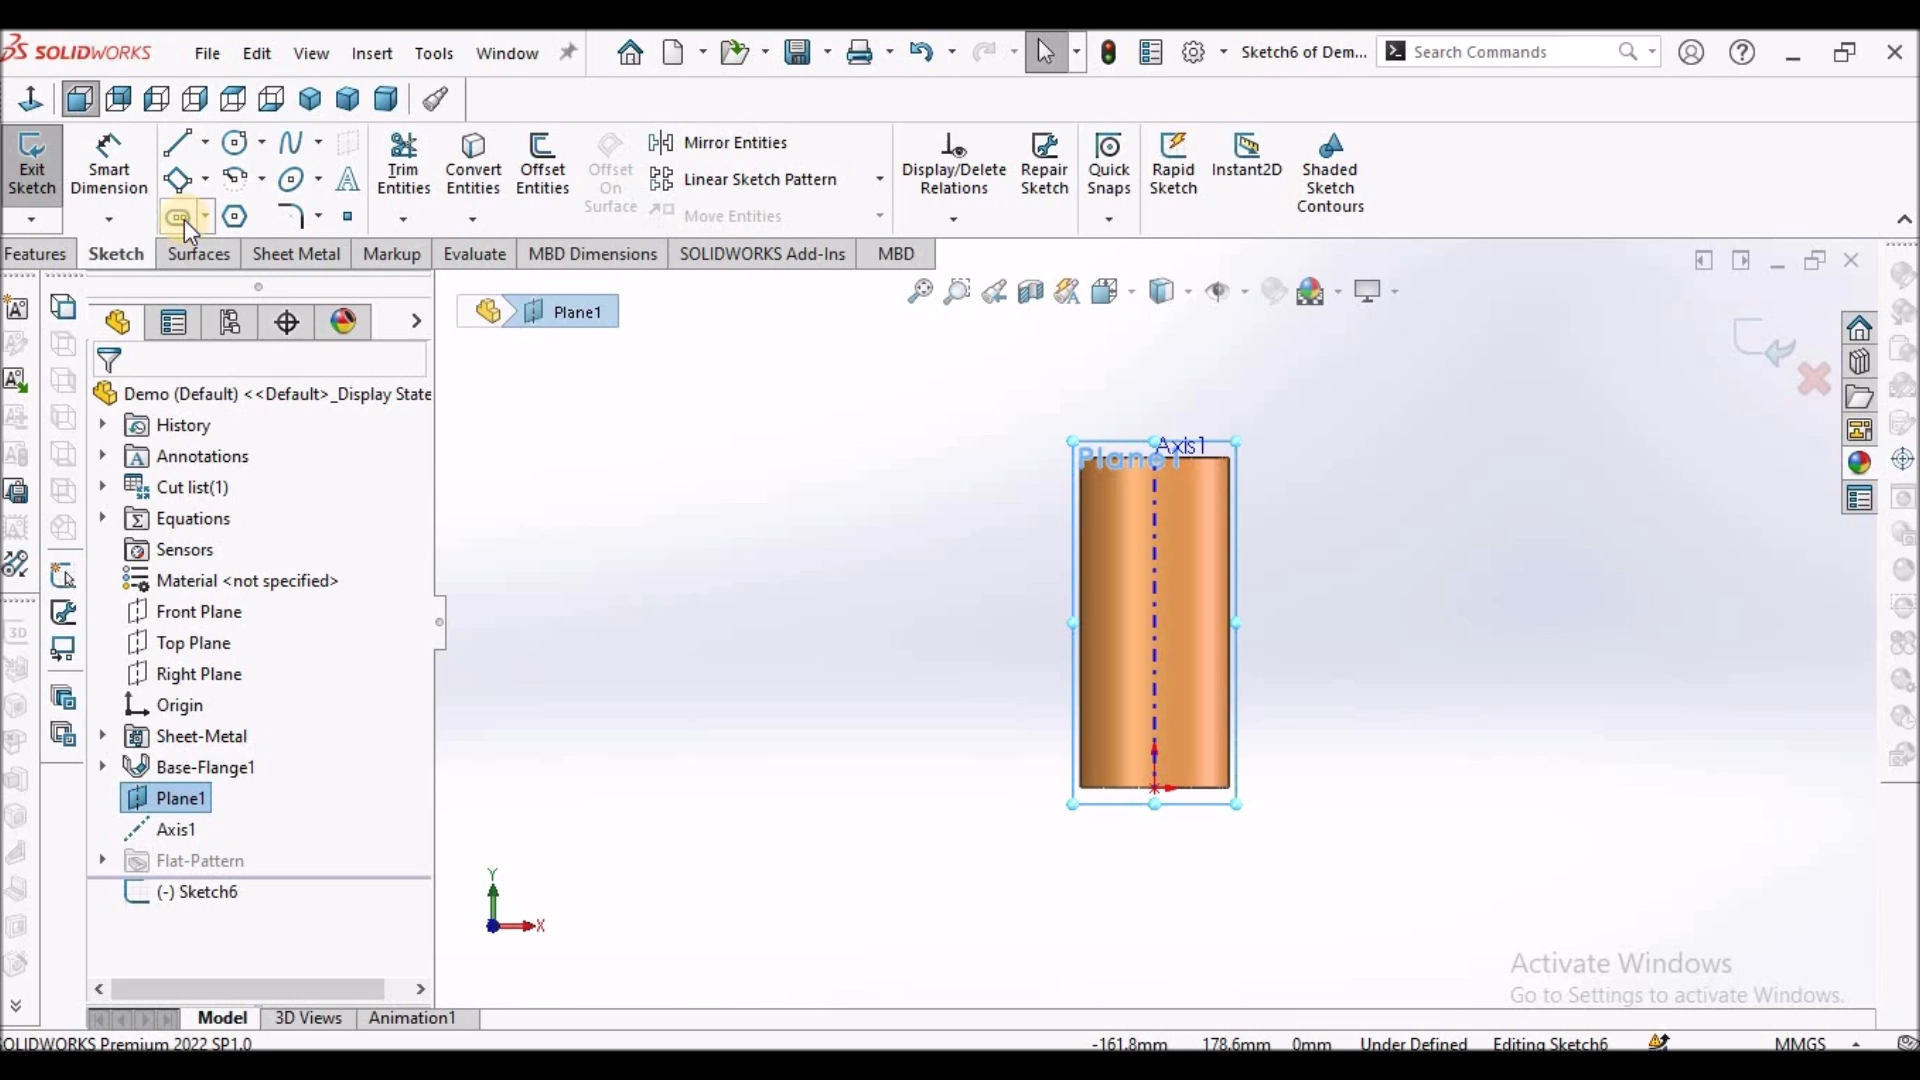 SOLIDWORKS File Edit View Insert Tools Window Sketch6 of Dem... Search Commands
Exit Sketch
Smart Dimension
Trim Entities
Convert Entities
Offset Entities
Offset On Surface
Mirror Entities
Linear Sketch Pattern
Move Entities
Display/Delete Relations
Repair Sketch
Quick Snaps
Rapid Sketch
Instant2D
Shaded Sketch Contours
Features Sketch Surfaces Sheet Metal Markup Evaluate MBD Dimensions SOLIDWORKS Add-Ins MBD
Plane1
Demo (Default) <<Default>_Display State
History
Annotations
Cut list(1)
Equations
Sensors
Material <not specified>
Front Plane
Top Plane
Right Plane
Origin
Sheet-Metal
Base-Flange1
Plane1
Axis1
Flat-Pattern
(-) Sketch6
Axis1
Plane1
Y
X
3D
Activate Windows
Go to Settings to activate Windows.
Model 3D Views Animation1
SOLIDWORKS Premium 2022 SP1.0 -161.8mm 178.6mm 0mm Under Defined Editing Sketch6 MMGS